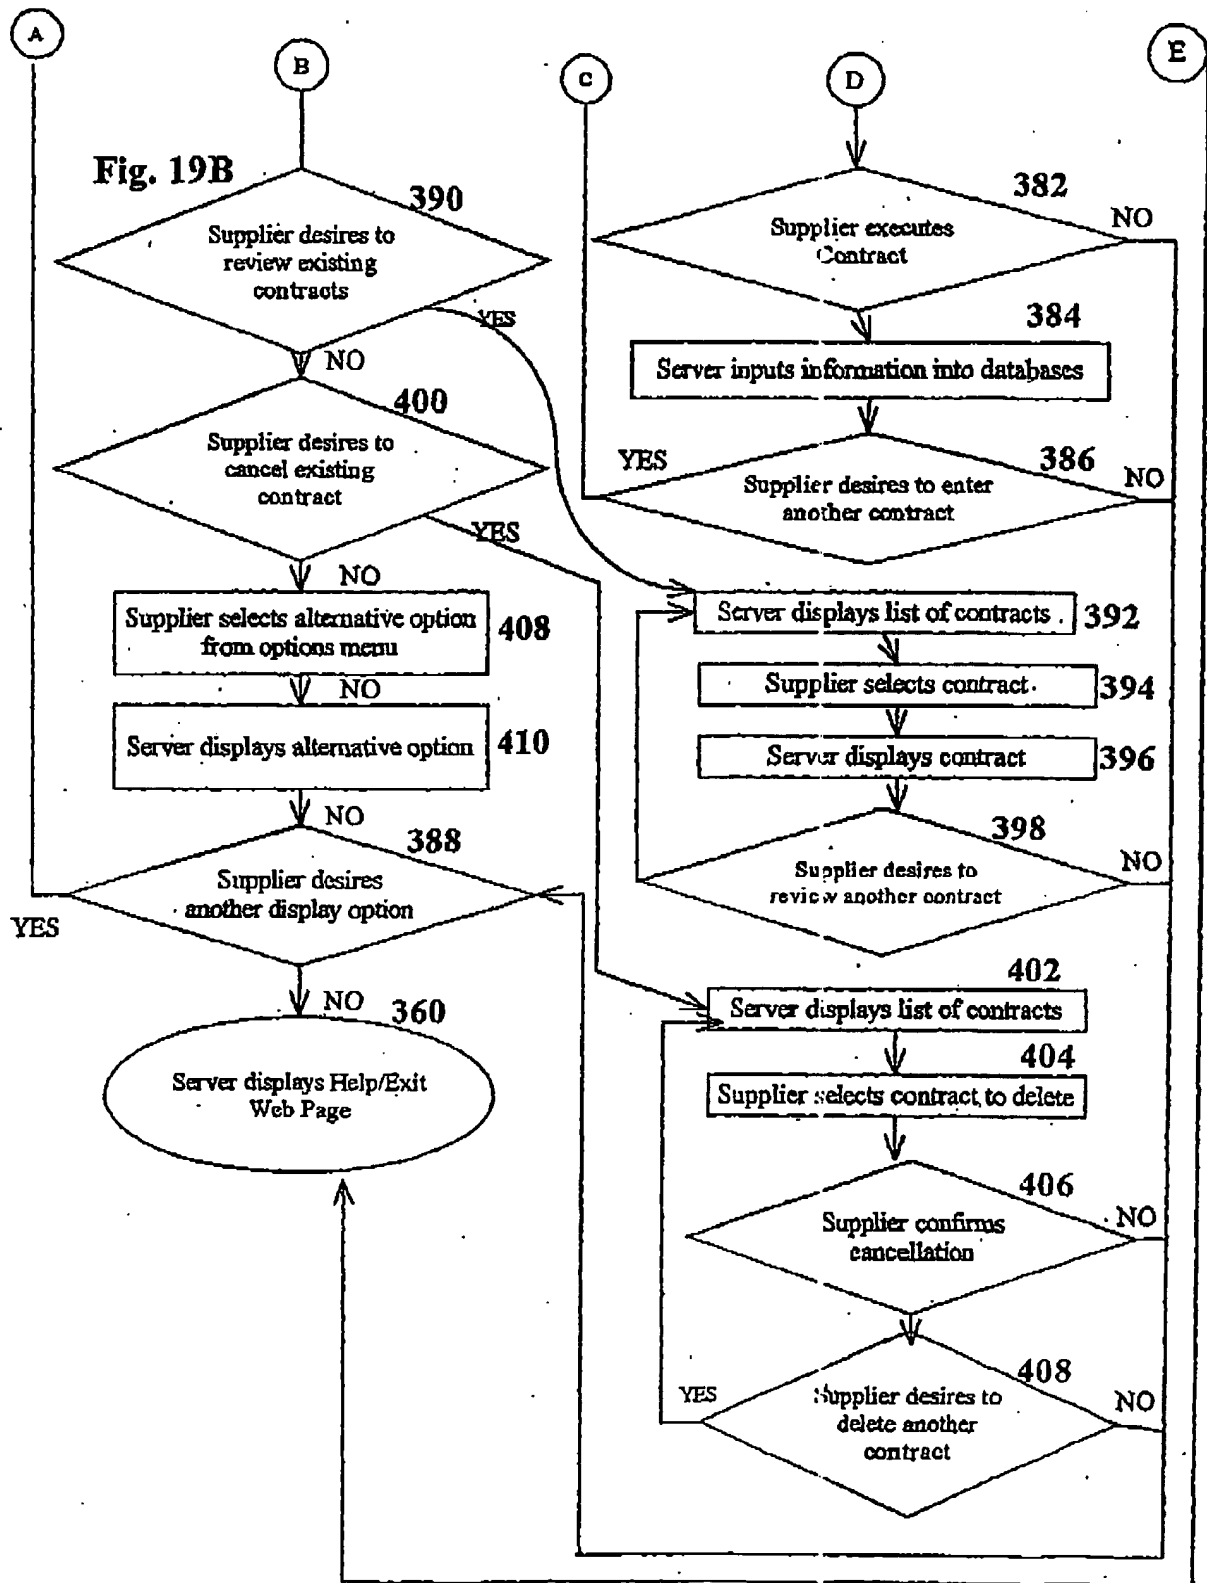 A
B
C
D
E
Fig. 19B
390
Supplier desires to
review existing
contracts
YES
NO
400
Supplier desires to
cancel existing
contract
YES
NO
Supplier selects alternative option
from options menu
408
NO
Server displays alternative option
410
NO
388
Supplier desires
another display option
YES
NO
360
Server displays Help/Exit
Web Page
382
Supplier executes
Contract
NO
384
Server inputs information into databases
YES
386
Supplier desires to enter
another contract
NO
Server displays list of contracts
392
Supplier selects contract
394
Server displays contract
396
398
Supplier desires to
review another contract
NO
402
Server displays list of contracts
404
Supplier selects contract to delete
406
Supplier confirms
cancellation
NO
408
YES
Supplier desires to
delete another
contract
NO